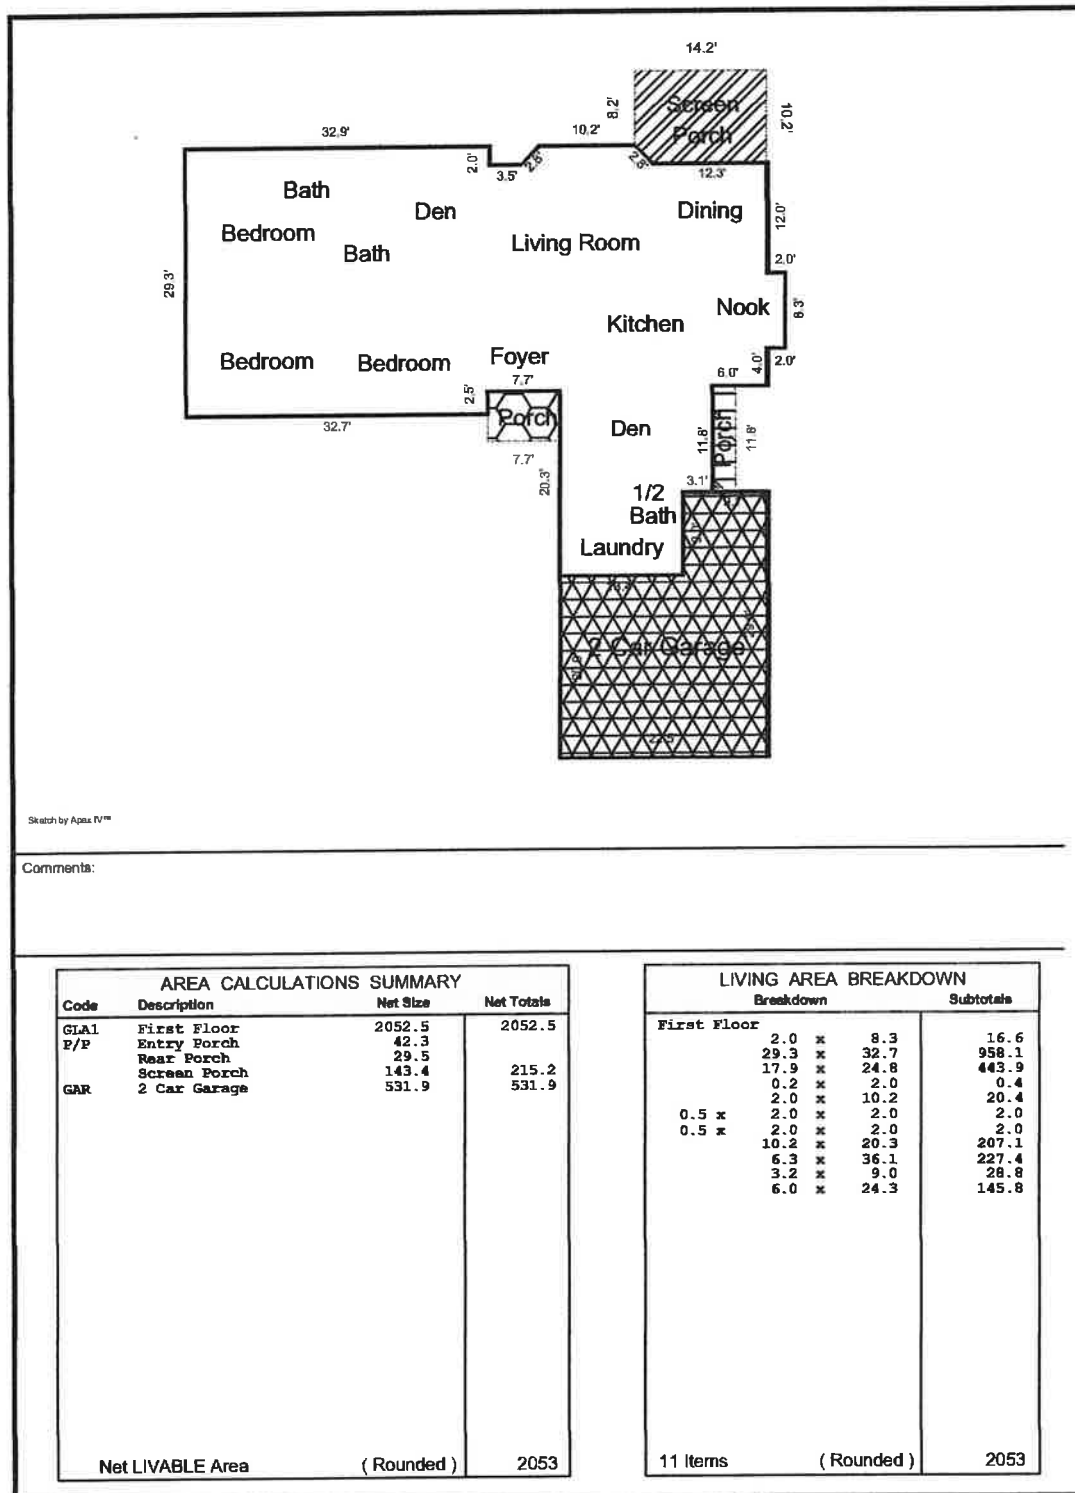 14.2'
8.2'
Screen
Porch
10.2'
32.9'
2.0'
3.5'
2.8'
10.2'
2.8'
12.3'
Bath
Den
Dining
12.0'
Bedroom
Bath
Living Room
2.0'
29.3'
Nook
8.3'
Kitchen
Bedroom
Bedroom
Foyer
4.0'
2.0'
7.7'
6.0'
2.5'
Porch
32.7'
Den
11.8'
Porch
11.8'
7.7'
20.3'
3.1'
1/2
Bath
Laundry
2 Car Garage
22.5'
Sketch by Apex IV™
Comments:
AREA CALCULATIONS SUMMARY
Code Description Net Size Net Totals
GLA1 First Floor 2052.5 2052.5
P/P Entry Porch 42.3
Rear Porch 29.5
Screen Porch 143.4 215.2
GAR 2 Car Garage 531.9 531.9
Net LIVABLE Area ( Rounded ) 2053
LIVING AREA BREAKDOWN
Breakdown Subtotals
First Floor
2.0 x 8.3 16.6
29.3 x 32.7 958.1
17.9 x 24.8 443.9
0.2 x 2.0 0.4
2.0 x 10.2 20.4
0.5 x 2.0 x 2.0 2.0
0.5 x 2.0 x 2.0 2.0
10.2 x 20.3 207.1
6.3 x 36.1 227.4
3.2 x 9.0 28.8
6.0 x 24.3 145.8
11 Items ( Rounded ) 2053